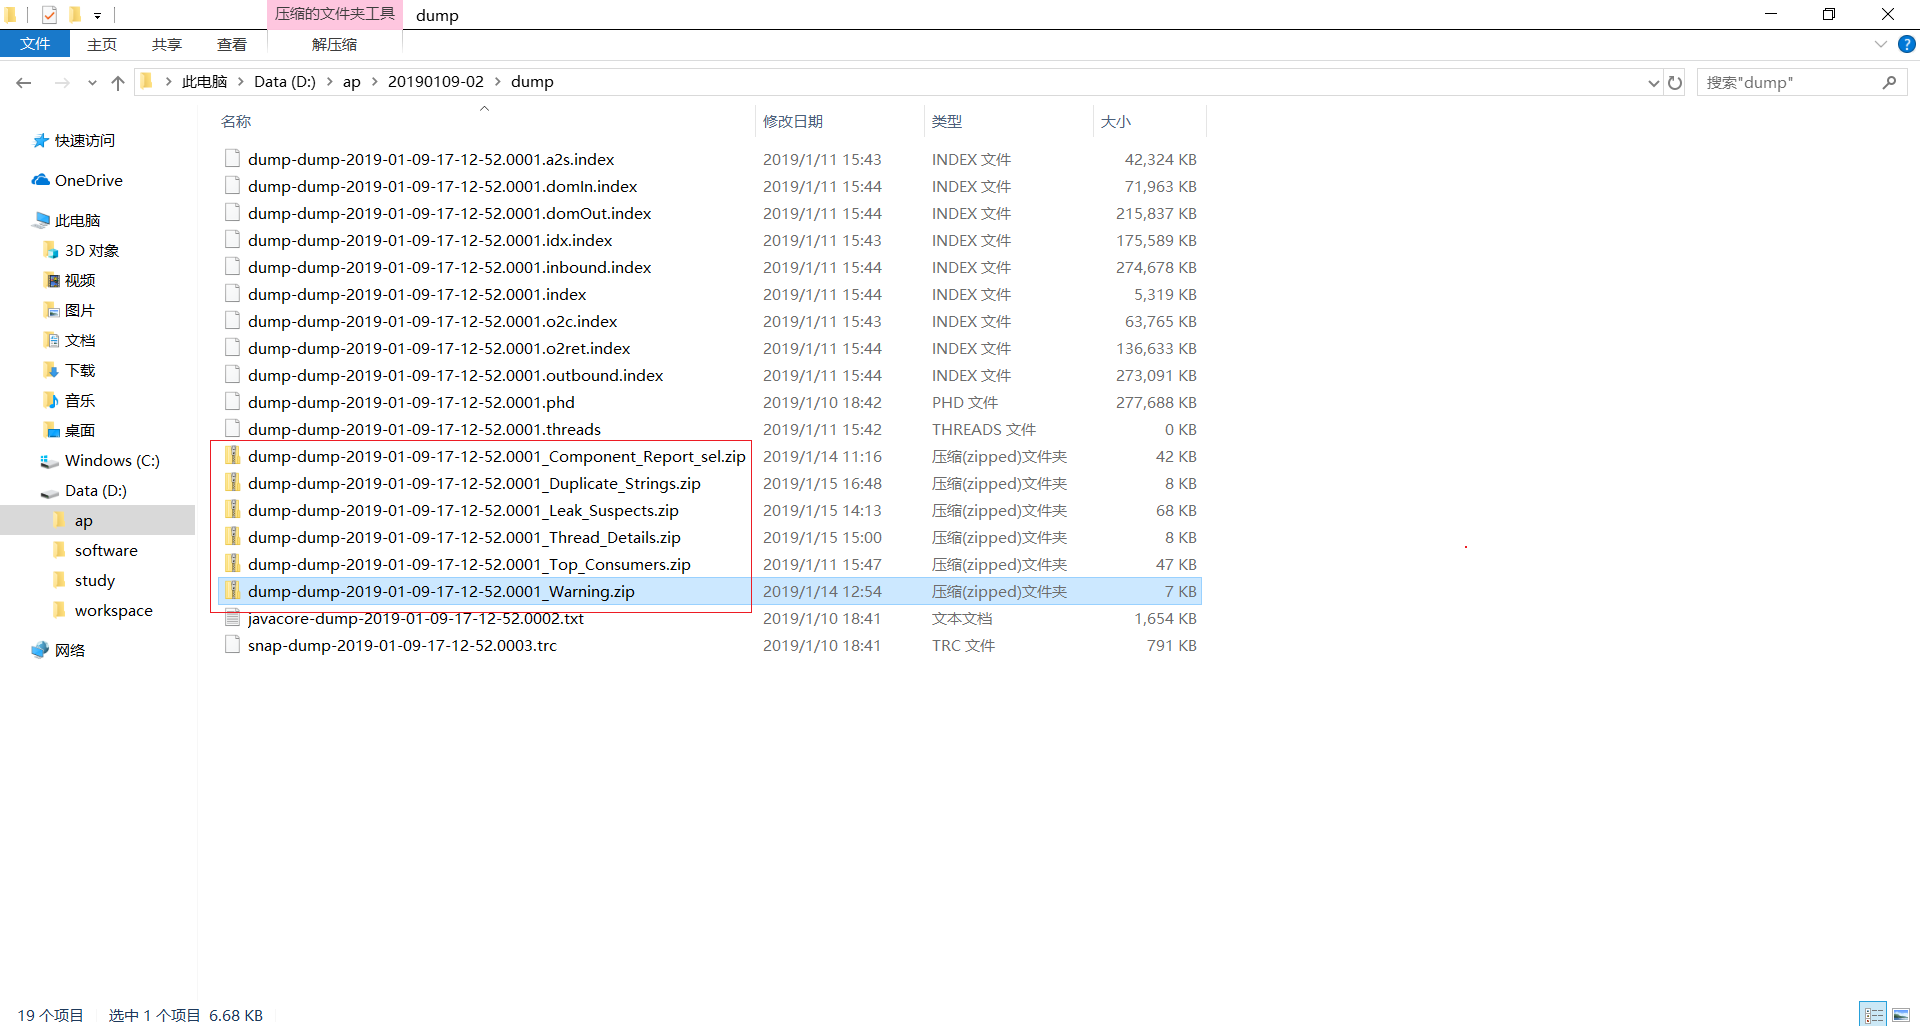 压缩的文件夹工具 dump
文件 主页 共享 查看 解压缩
此电脑 > Data (D:) > ap > 20190109-02 > dump 搜索"dump"
名称 修改日期 类型 大小
快速访问
OneDrive
此电脑
3D 对象
视频
图片
文档
下载
音乐
桌面
Windows (C:)
Data (D:)
ap
software
study
workspace
网络
dump-dump-2019-01-09-17-12-52.0001.a2s.index 2019/1/11 15:43 INDEX 文件 42,324 KB
dump-dump-2019-01-09-17-12-52.0001.domIn.index 2019/1/11 15:44 INDEX 文件 71,963 KB
dump-dump-2019-01-09-17-12-52.0001.domOut.index 2019/1/11 15:44 INDEX 文件 215,837 KB
dump-dump-2019-01-09-17-12-52.0001.idx.index 2019/1/11 15:43 INDEX 文件 175,589 KB
dump-dump-2019-01-09-17-12-52.0001.inbound.index 2019/1/11 15:44 INDEX 文件 274,678 KB
dump-dump-2019-01-09-17-12-52.0001.index 2019/1/11 15:44 INDEX 文件 5,319 KB
dump-dump-2019-01-09-17-12-52.0001.o2c.index 2019/1/11 15:43 INDEX 文件 63,765 KB
dump-dump-2019-01-09-17-12-52.0001.o2ret.index 2019/1/11 15:44 INDEX 文件 136,633 KB
dump-dump-2019-01-09-17-12-52.0001.outbound.index 2019/1/11 15:44 INDEX 文件 273,091 KB
dump-dump-2019-01-09-17-12-52.0001.phd 2019/1/10 18:42 PHD 文件 277,688 KB
dump-dump-2019-01-09-17-12-52.0001.threads 2019/1/11 15:42 THREADS 文件 0 KB
dump-dump-2019-01-09-17-12-52.0001_Component_Report_sel.zip 2019/1/14 11:16 压缩(zipped)文件夹 42 KB
dump-dump-2019-01-09-17-12-52.0001_Duplicate_Strings.zip 2019/1/15 16:48 压缩(zipped)文件夹 8 KB
dump-dump-2019-01-09-17-12-52.0001_Leak_Suspects.zip 2019/1/15 14:13 压缩(zipped)文件夹 68 KB
dump-dump-2019-01-09-17-12-52.0001_Thread_Details.zip 2019/1/15 15:00 压缩(zipped)文件夹 8 KB
dump-dump-2019-01-09-17-12-52.0001_Top_Consumers.zip 2019/1/11 15:47 压缩(zipped)文件夹 47 KB
dump-dump-2019-01-09-17-12-52.0001_Warning.zip 2019/1/14 12:54 压缩(zipped)文件夹 7 KB
javacore-dump-2019-01-09-17-12-52.0002.txt 2019/1/10 18:41 文本文档 1,654 KB
snap-dump-2019-01-09-17-12-52.0003.trc 2019/1/10 18:41 TRC 文件 791 KB
19 个项目 选中 1 个项目 6.68 KB